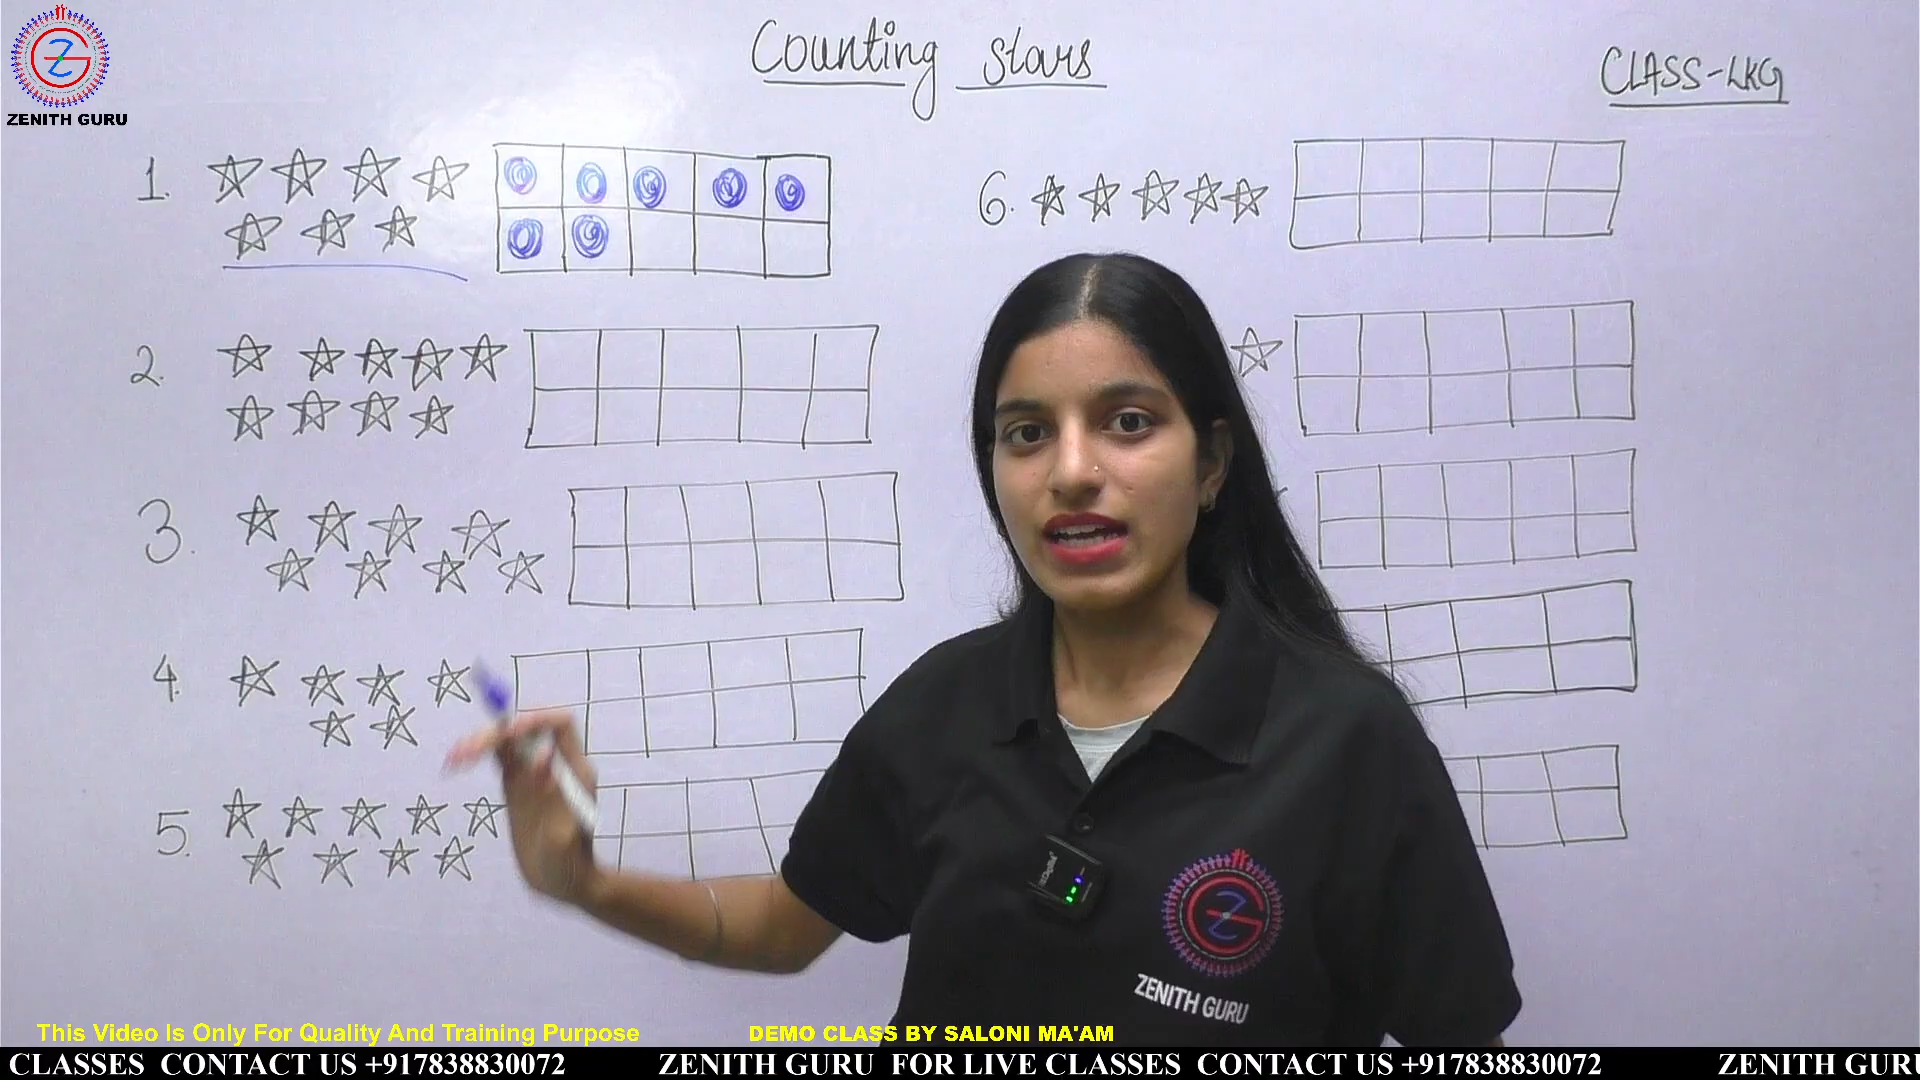 ZENITH GURU
Counting Stars
CLASS-LKG
1.
2.
3.
4.
5.
6.
ZENITH GURU
This Video Is Only For Quality And Training Purpose
DEMO CLASS BY SALONI MA'AM
CLASSES CONTACT US +917838830072 ZENITH GURU FOR LIVE CLASSES CONTACT US +917838830072 ZENITH GURU